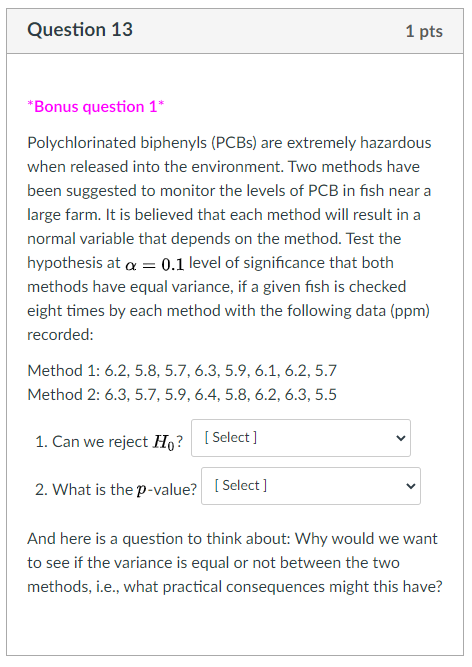 Question 13
1 pts
*Bonus question 1*
Polychlorinated biphenyls (PCBs) are extremely hazardous
when released into the environment. Two methods have
been suggested to monitor the levels of PCB in fish near a
large farm. It is believed that each method will result in a
normal variable that depends on the method. Test the
hypothesis at α = 0.1 level of significance that both
methods have equal variance, if a given fish is checked
eight times by each method with the following data (ppm)
recorded:
Method 1: 6.2, 5.8, 5.7, 6.3, 5.9, 6.1, 6.2, 5.7
Method 2: 6.3, 5.7, 5.9, 6.4, 5.8, 6.2, 6.3, 5.5
1. Can we reject H₀? [ Select ]
2. What is the p-value? [ Select ]
And here is a question to think about: Why would we want
to see if the variance is equal or not between the two
methods, i.e., what practical consequences might this have?